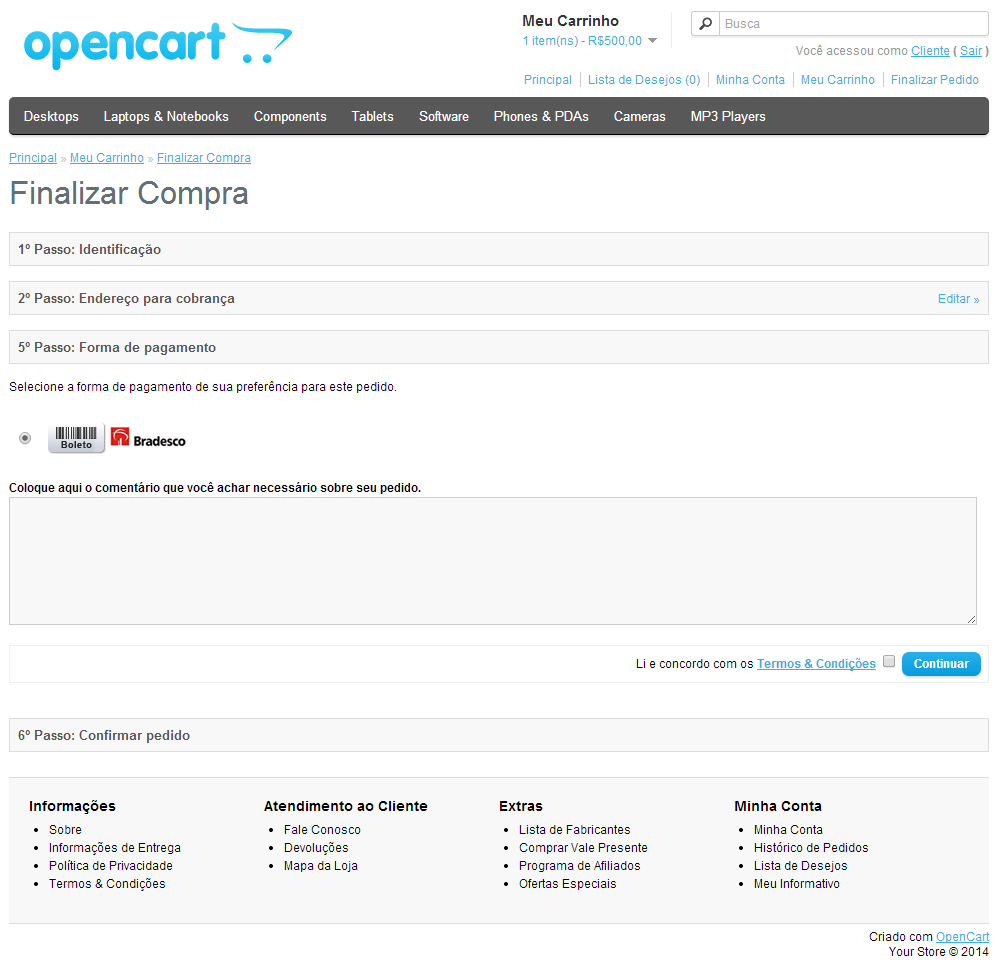 opencart
Meu Carrinho
1 item(ns) - R$500,00
Busca
Você acessou como Cliente ( Sair )
Principal Lista de Desejos (0) Minha Conta Meu Carrinho Finalizar Pedido
Desktops Laptops & Notebooks Components Tablets Software Phones & PDAs Cameras MP3 Players
Principal » Meu Carrinho » Finalizar Compra
Finalizar Compra
1º Passo: Identificação
2º Passo: Endereço para cobrança Editar »
5º Passo: Forma de pagamento
Selecione a forma de pagamento de sua preferência para este pedido.
Boleto Bradesco
Coloque aqui o comentário que você achar necessário sobre seu pedido.
Li e concordo com os Termos & Condições Continuar
6º Passo: Confirmar pedido
Informações
Sobre
Informações de Entrega
Política de Privacidade
Termos & Condições
Atendimento ao Cliente
Fale Conosco
Devoluções
Mapa da Loja
Extras
Lista de Fabricantes
Comprar Vale Presente
Programa de Afiliados
Ofertas Especiais
Minha Conta
Minha Conta
Histórico de Pedidos
Lista de Desejos
Meu Informativo
Criado com OpenCart
Your Store © 2014